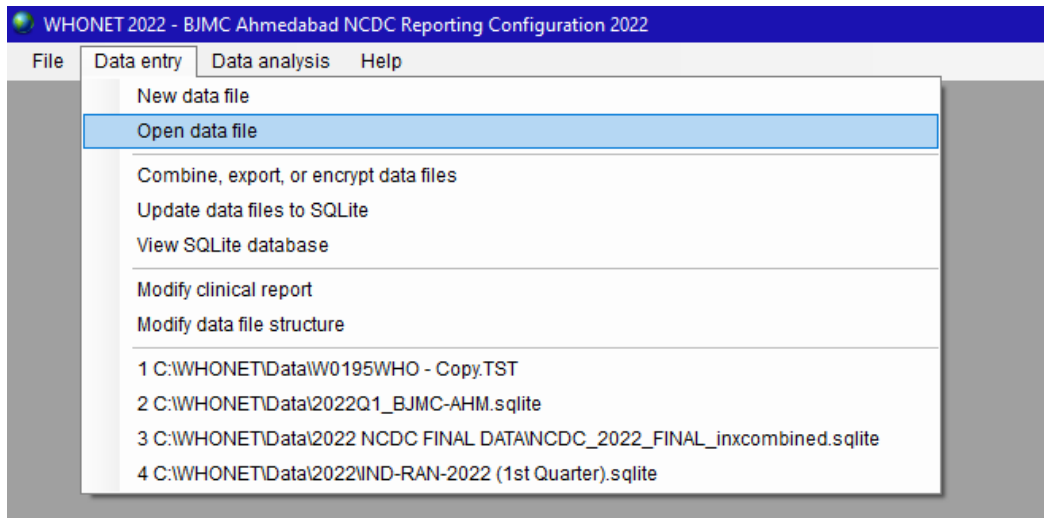 WHONET 2022 - BJMC Ahmedabad NCDC Reporting Configuration 2022
File Data entry Data analysis Help
New data file
Open data file
Combine, export, or encrypt data files
Update data files to SQLite
View SQLite database
Modify clinical report
Modify data file structure
1 C:\WHONET\Data\W0195WHO - Copy.TST
2 C:\WHONET\Data\2022Q1_BJMC-AHM.sqlite
3 C:\WHONET\Data\2022 NCDC FINAL DATA\NCDC_2022_FINAL_inxcombined.sqlite
4 C:\WHONET\Data\2022\IND-RAN-2022 (1st Quarter).sqlite